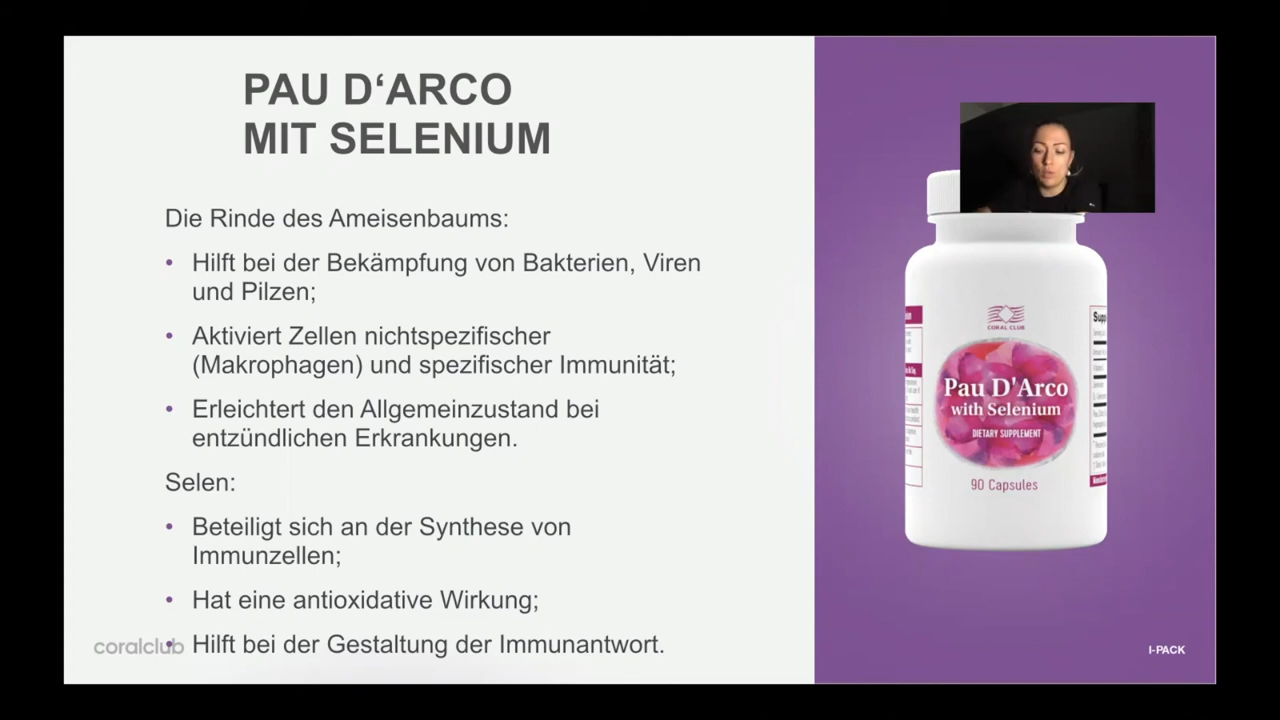 PAU D‘ARCO
MIT SELENIUM
Die Rinde des Ameisenbaums:
• Hilft bei der Bekämpfung von Bakterien, Viren
und Pilzen;
• Aktiviert Zellen nichtspezifischer
(Makrophagen) und spezifischer Immunität;
• Erleichtert den Allgemeinzustand bei
entzündlichen Erkrankungen.
Selen:
• Beteiligt sich an der Synthese von
Immunzellen;
• Hat eine antioxidative Wirkung;
• Hilft bei der Gestaltung der Immunantwort.
coralclub
CORAL CLUB
Pau D'Arco
with Selenium
DIETARY SUPPLEMENT
90 Capsules
I-PACK